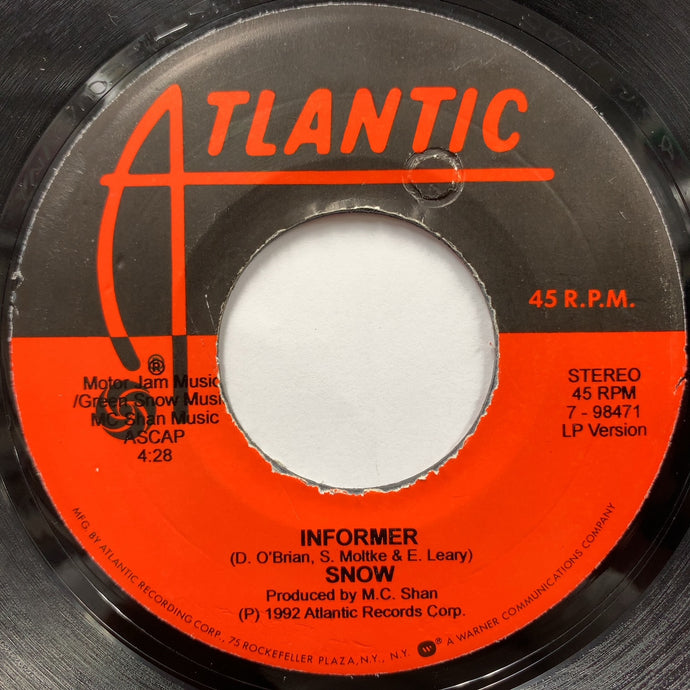 ATLANTIC
45 R.P.M.
®
Motor Jam Music
/Green Snow Musi
MC Shan Music
ASCAP
4:28
STEREO
45 RPM
7 - 98471
LP Version
INFORMER
(D. O'Brian, S. Moltke & E. Leary)
SNOW
Produced by M.C. Shan
(P) 1992 Atlantic Records Corp.
MFG. BY ATLANTIC RECORDING CORP., 75 ROCKEFELLER PLAZA, N.Y., N.Y. ® A WARNER COMMUNICATIONS COMPANY